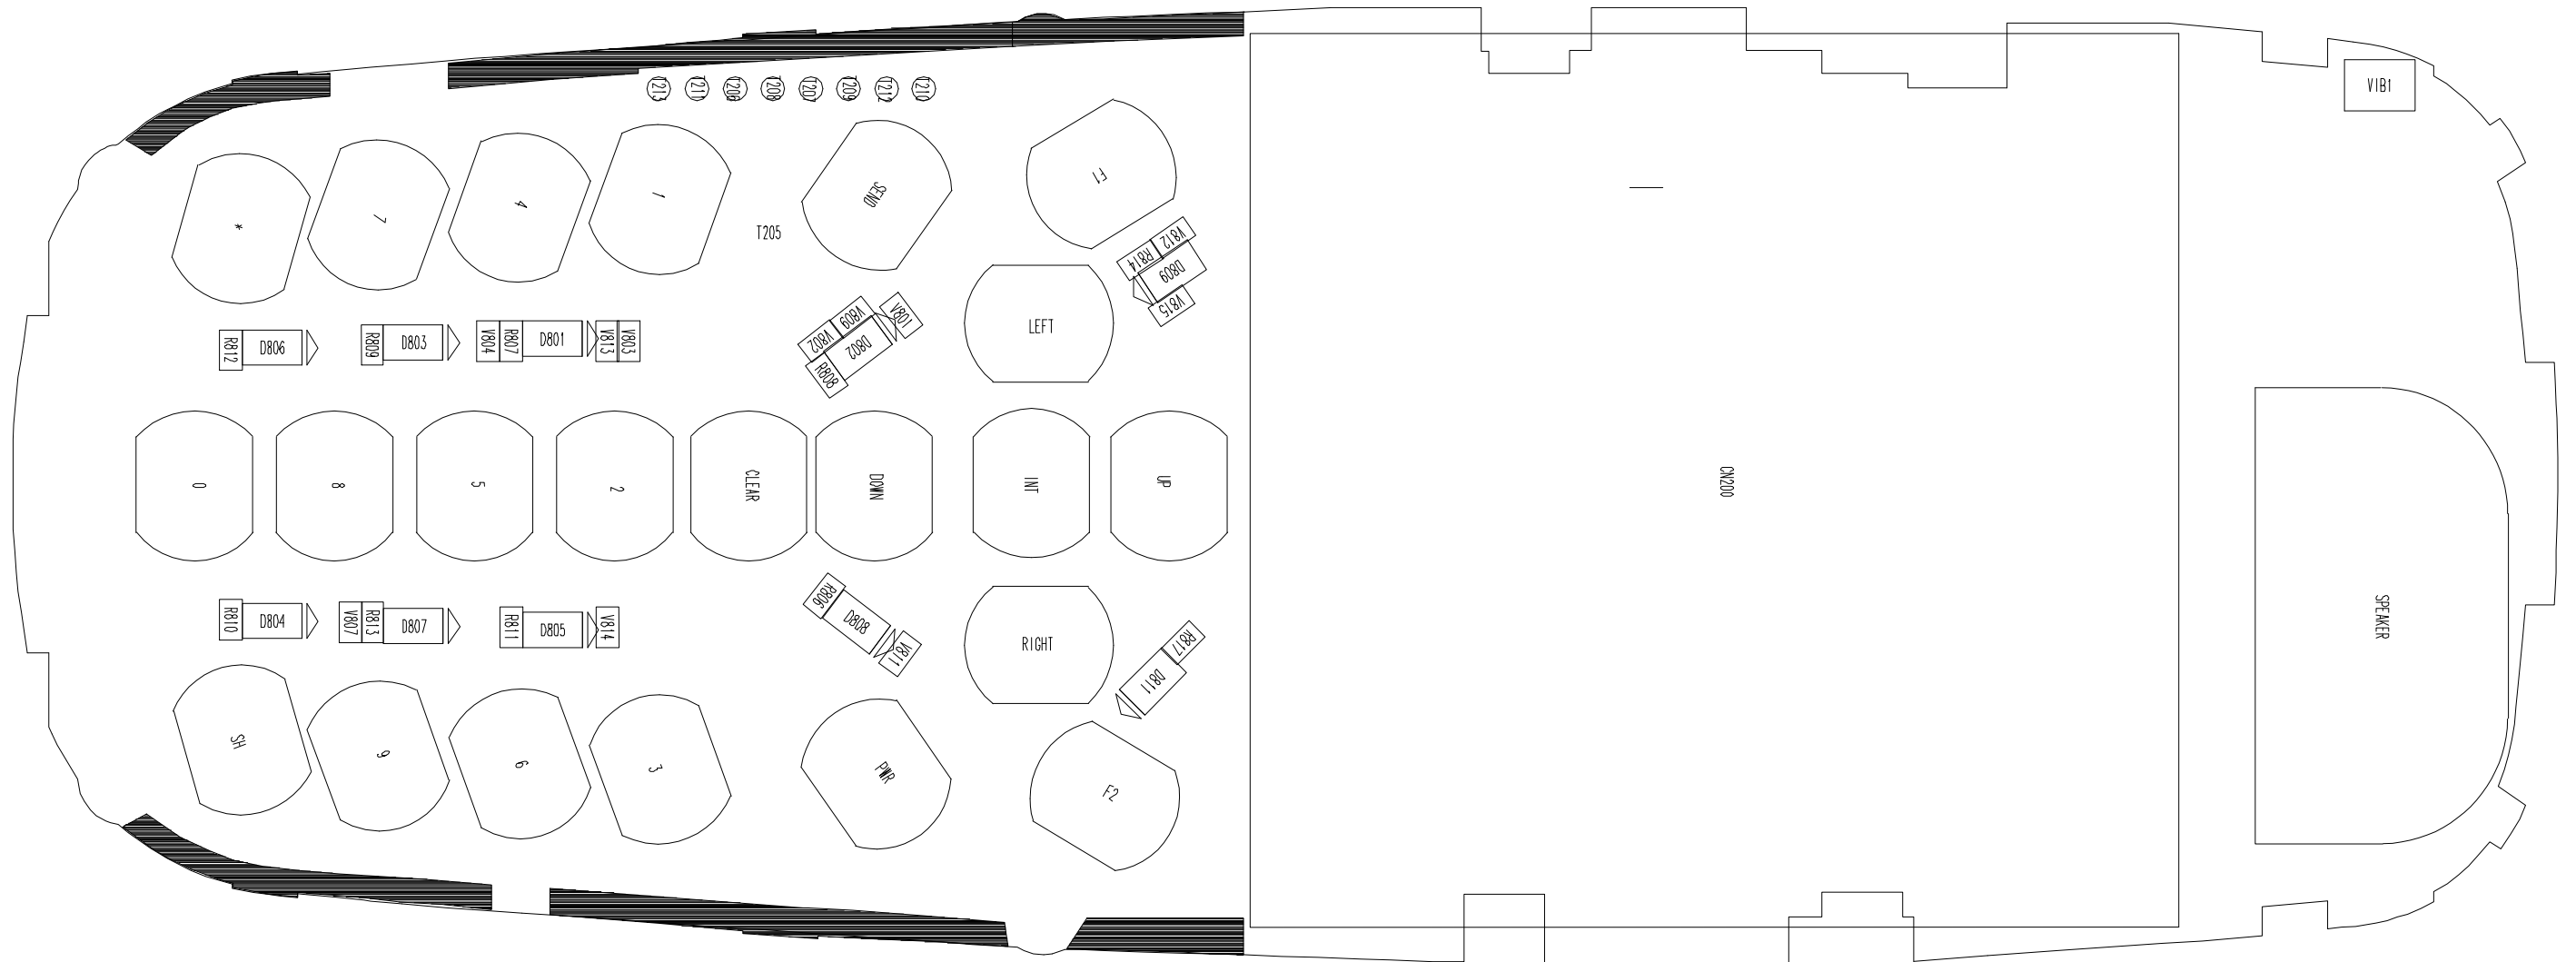 T213
T211
T206
T208
T207
T209
T212
T210
VIB1
*
7
4
1
SEND
F1
T205
V812
R814
D809
V815
LEFT
R812
D806
R809
D803
V804
R807
D801
V813
V803
V802
V809
V801
D802
R808
0
8
5
2
CLEAR
DOWN
INT
UP
CN200
R810
D804
V807
R813
D807
R811
D805
V814
R806
D808
V811
RIGHT
R817
D811
SPEAKER
SH
9
6
3
PWR
F2